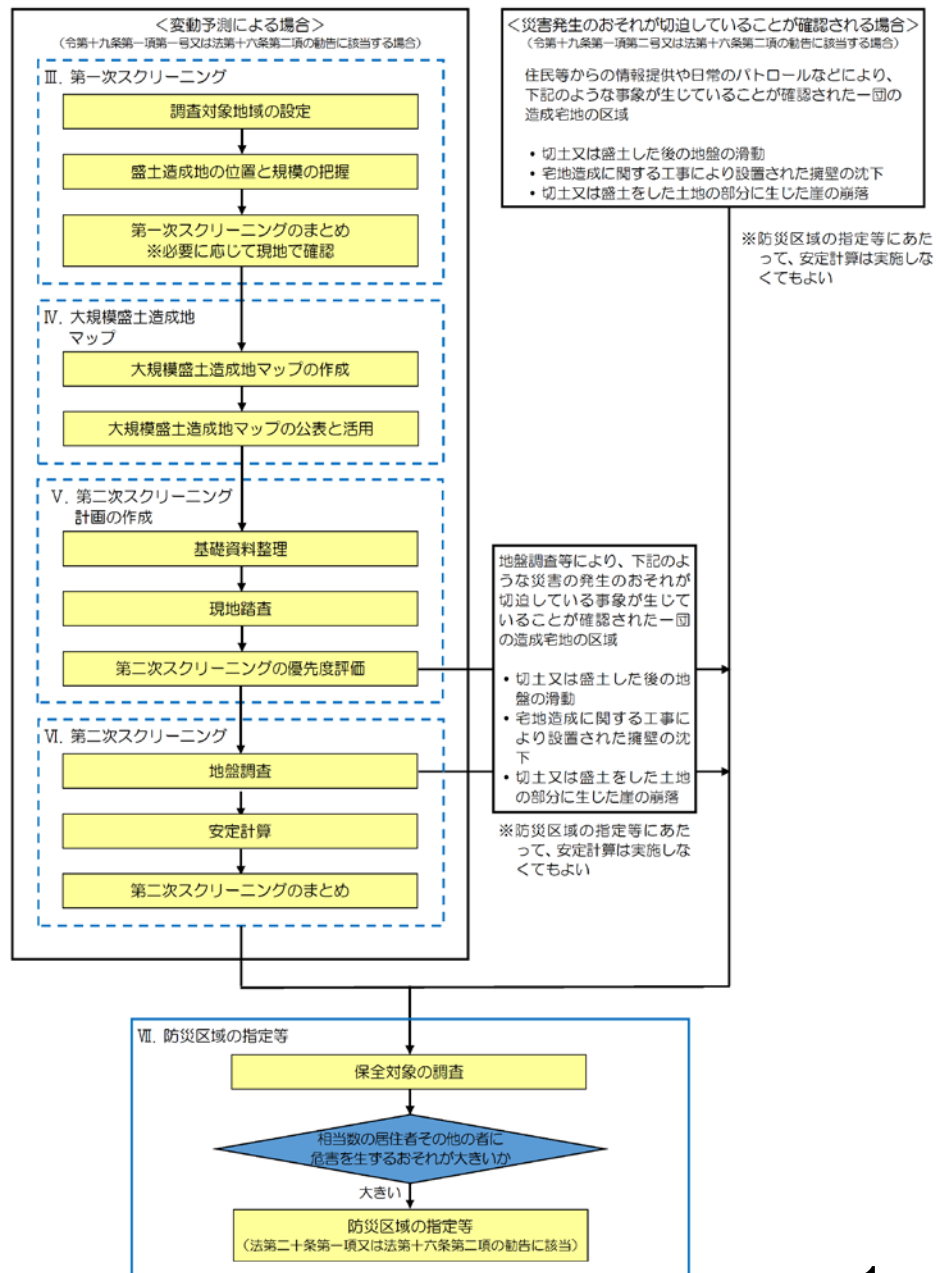 ＜変動予測による場合＞
（令第十九条第一項第一号又は法第十六条第二項の勧告に該当する場合）
Ⅲ．第一次スクリーニング
調査対象地域の設定
盛土造成地の位置と規模の把握
第一次スクリーニングのまとめ
※必要に応じて現地で確認
Ⅳ．大規模盛土造成地
マップ
大規模盛土造成地マップの作成
大規模盛土造成地マップの公表と活用
Ⅴ．第二次スクリーニング
計画の作成
基礎資料整理
現地踏査
第二次スクリーニングの優先度評価
Ⅵ．第二次スクリーニング
地盤調査
安定計算
第二次スクリーニングのまとめ
＜災害発生のおそれが切迫していることが確認される場合＞
（令第十九条第一項第二号又は法第十六条第二項の勧告に該当する場合）
住民等からの情報提供や日常のパトロールなどにより、
下記のような事象が生じていることが確認された一団の
造成宅地の区域
・切土又は盛土した後の地盤の滑動
・宅地造成に関する工事により設置された擁壁の沈下
・切土又は盛土をした土地の部分に生じた崖の崩落
※防災区域の指定等にあた
って、安定計算は実施しな
くてもよい
地盤調査等により、下記のよ
うな災害の発生のおそれが
切迫している事象が生じて
いることが確認された一団
の造成宅地の区域
・切土又は盛土した後の地
盤の滑動
・宅地造成に関する工事に
より設置された擁壁の沈
下
・切土又は盛土をした土地
の部分に生じた崖の崩落
※防災区域の指定等にあた
って、安定計算は実施しな
くてもよい
Ⅶ．防災区域の指定等
保全対象の調査
相当数の居住者その他の者に
危害を生ずるおそれが大きいか
大きい
防災区域の指定等
（法第二十条第一項又は法第十六条第二項の勧告に該当）